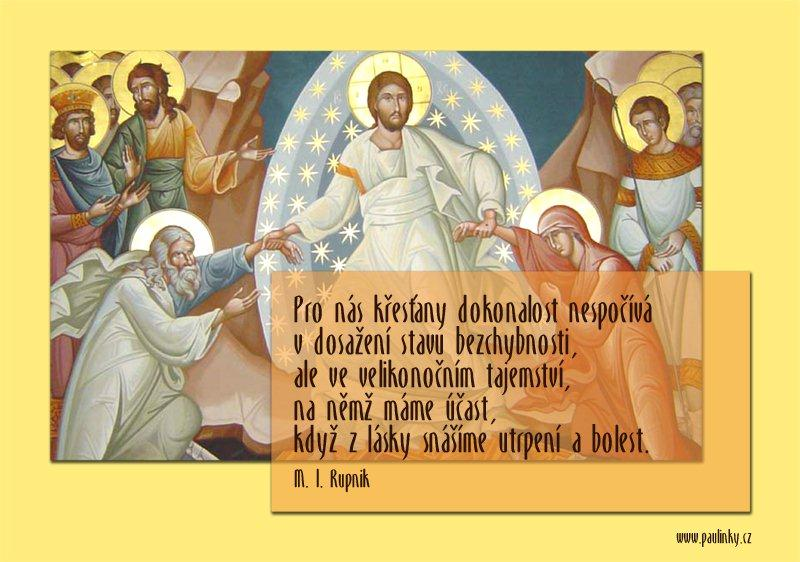 Pro nás křesťany dokonalost nespočívá
v dosažení stavu bezchybnosti,
ale ve velikonočním tajemství,
na němž máme účast,
když z lásky snášíme utrpení a bolest.
M. I. Rupnik
www.paulinky.cz